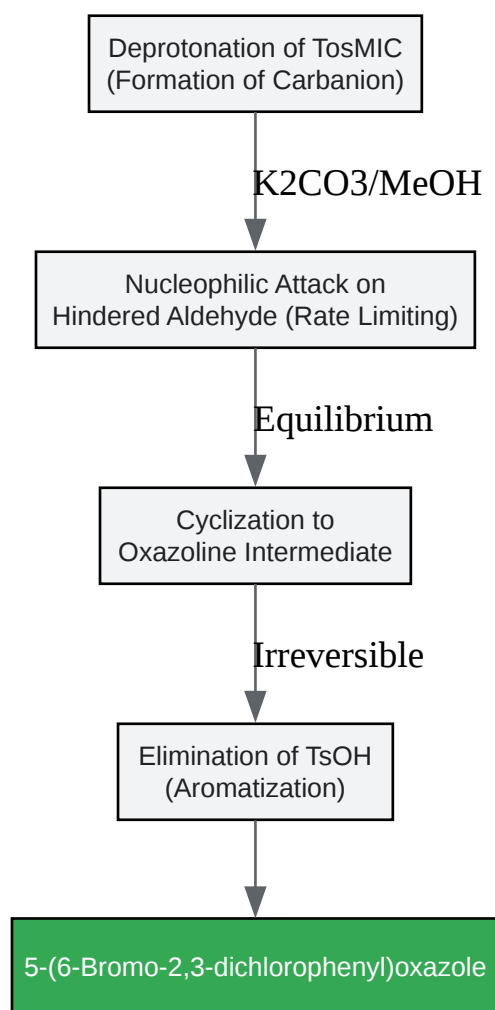 Deprotonation of TosMIC
(Formation of Carbanion)
K2CO3/MeOH
Nucleophilic Attack on
Hindered Aldehyde (Rate Limiting)
Equilibrium
Cyclization to
Oxazoline Intermediate
Irreversible
Elimination of TsOH
(Aromatization)
5-(6-Bromo-2,3-dichlorophenyl)oxazole